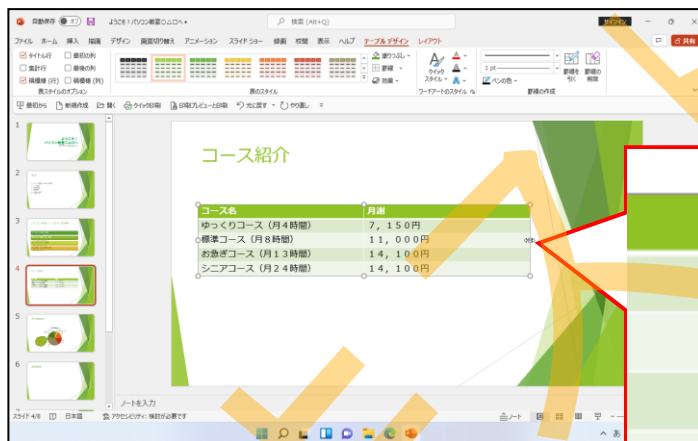 自動保存 オフ ようこそ!パソコン教室○△□へ 検索 (Alt+Q) サインイン
ファイル ホーム 挿入 描画 デザイン 画面切り替え アニメーション スライド ショー 録画 校閲 表示 ヘルプ テーブル デザイン レイアウト 共有
タイトル行 最初の列
集計行 最後の列
縞模様 (行) 縞模様 (列)
塗りつぶし
罫線
効果
クイック スタイル
1 pt
ペンの色
罫線を引く 罫線の削除
表スタイルのオプション 表のスタイル ワードアートのスタイル 罫線の作成
最初から 新規作成 開く クイック印刷 印刷プレビューと印刷 元に戻す やり直し
1
2
3
4
5
6
コース紹介
コース名 月謝
ゆっくりコース(月4時間) 7,150円
標準コース(月8時間) 11,000円
お急ぎコース(月13時間) 14,100円
シニアコース(月24時間) 14,100円
ノートを入力
スライド 4/8 日本語 アクセシビリティ: 検討が必要です ノート
あ